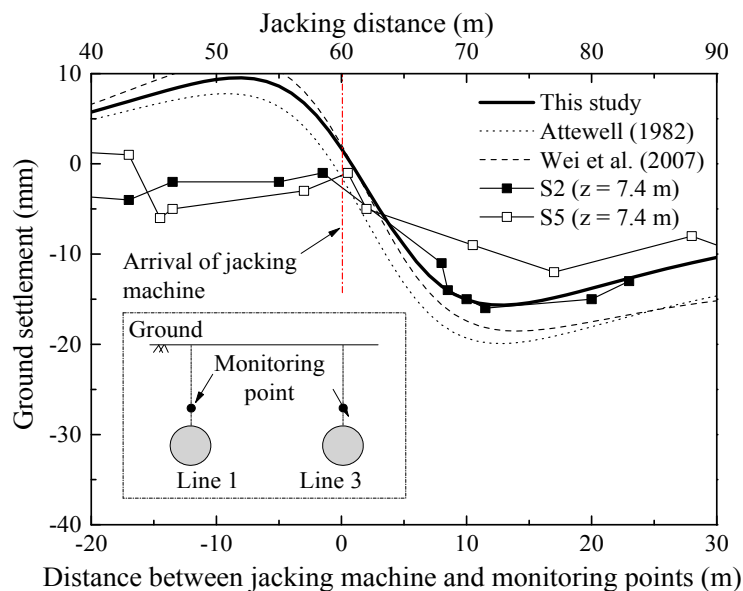 Jacking distance (m)
40 50 60 70 80 90
10
0
-10
-20
-30
-40
Ground settlement (mm)
This study
Attewell (1982)
Wei et al. (2007)
S2 (z = 7.4 m)
S5 (z = 7.4 m)
Arrival of jacking
machine
Ground
Monitoring
point
Line 1 Line 3
-20 -10 0 10 20 30
Distance between jacking machine and monitoring points (m)